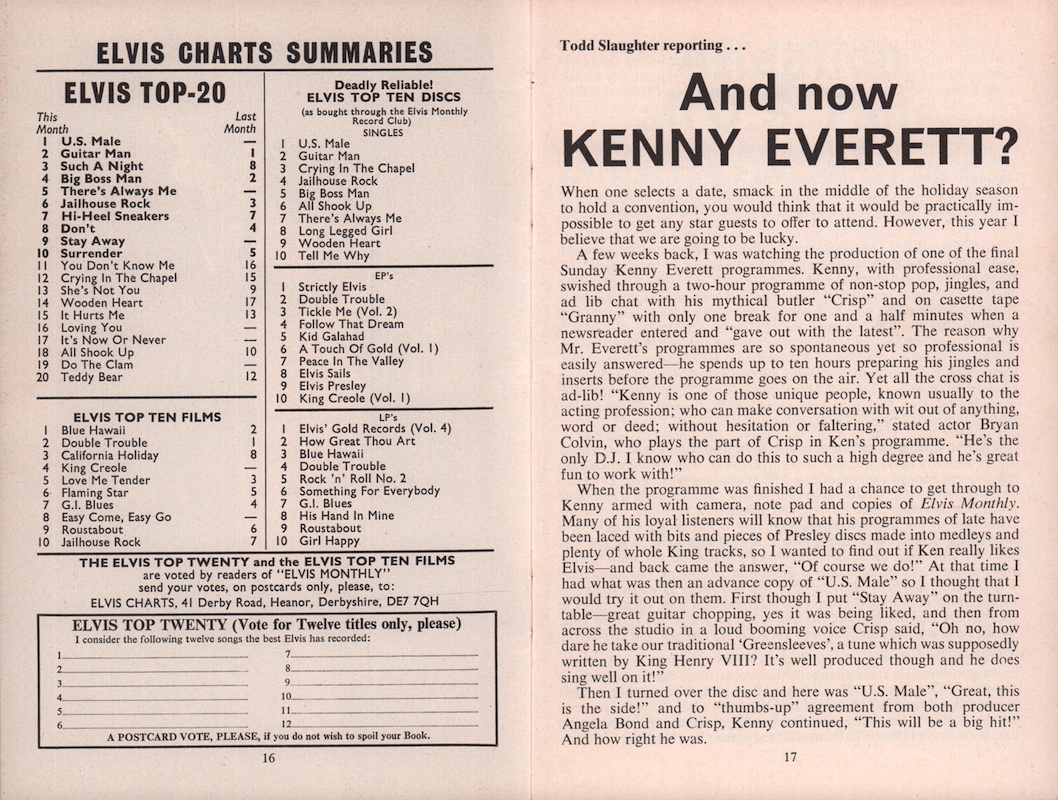 ELVIS CHARTS SUMMARIES
ELVIS TOP-20
This Last
Month Month
1 U.S. Male —
2 Guitar Man 1
3 Such A Night 8
4 Big Boss Man 2
5 There's Always Me —
6 Jailhouse Rock 3
7 Hi-Heel Sneakers 7
8 Don't 4
9 Stay Away —
10 Surrender 5
11 You Don't Know Me 16
12 Crying In The Chapel 15
13 She's Not You 9
14 Wooden Heart 17
15 It Hurts Me 13
16 Loving You —
17 It's Now Or Never —
18 All Shook Up 10
19 Do The Clam —
20 Teddy Bear 12
ELVIS TOP TEN FILMS
1 Blue Hawaii 2
2 Double Trouble 1
3 California Holiday 8
4 King Creole —
5 Love Me Tender 3
6 Flaming Star 5
7 G.I. Blues 4
8 Easy Come, Easy Go —
9 Roustabout 6
10 Jailhouse Rock 7
Deadly Reliable!
ELVIS TOP TEN DISCS
(as bought through the Elvis Monthly
Record Club)
SINGLES
1 U.S. Male
2 Guitar Man
3 Crying In The Chapel
4 Jailhouse Rock
5 Big Boss Man
6 All Shook Up
7 There's Always Me
8 Long Legged Girl
9 Wooden Heart
10 Tell Me Why
EP's
1 Strictly Elvis
2 Double Trouble
3 Tickle Me (Vol. 2)
4 Follow That Dream
5 Kid Galahad
6 A Touch Of Gold (Vol. 1)
7 Peace In The Valley
8 Elvis Sails
9 Elvis Presley
10 King Creole (Vol. 1)
LP's
1 Elvis' Gold Records (Vol. 4)
2 How Great Thou Art
3 Blue Hawaii
4 Double Trouble
5 Rock 'n' Roll No. 2
6 Something For Everybody
7 G.I. Blues
8 His Hand In Mine
9 Roustabout
10 Girl Happy
THE ELVIS TOP TWENTY and the ELVIS TOP TEN FILMS
are voted by readers of "ELVIS MONTHLY"
send your votes, on postcards only, please, to:
ELVIS CHARTS, 41 Derby Road, Heanor, Derbyshire, DE7 7QH
ELVIS TOP TWENTY (Vote for Twelve titles only, please)
I consider the following twelve songs the best Elvis has recorded:
1 7
2 8
3 9
4 10
5 11
6 12
A POSTCARD VOTE, PLEASE, if you do not wish to spoil your Book.
16
Todd Slaughter reporting . . .
And now
KENNY EVERETT?
When one selects a date, smack in the middle of the holiday season
to hold a convention, you would think that it would be practically im-
possible to get any star guests to offer to attend. However, this year I
believe that we are going to be lucky.
A few weeks back, I was watching the production of one of the final
Sunday Kenny Everett programmes. Kenny, with professional ease,
swished through a two-hour programme of non-stop pop, jingles, and
ad lib chat with his mythical butler "Crisp" and on casette tape
"Granny" with only one break for one and a half minutes when a
newsreader entered and "gave out with the latest". The reason why
Mr. Everett's programmes are so spontaneous yet so professional is
easily answered—he spends up to ten hours preparing his jingles and
inserts before the programme goes on the air. Yet all the cross chat is
ad-lib! "Kenny is one of those unique people, known usually to the
acting profession; who can make conversation with wit out of anything,
word or deed; without hesitation or faltering," stated actor Bryan
Colvin, who plays the part of Crisp in Ken's programme. "He's the
only D.J. I know who can do this to such a high degree and he's great
fun to work with!"
When the programme was finished I had a chance to get through to
Kenny armed with camera, note pad and copies of Elvis Monthly.
Many of his loyal listeners will know that his programmes of late have
been laced with bits and pieces of Presley discs made into medleys and
plenty of whole King tracks, so I wanted to find out if Ken really likes
Elvis—and back came the answer, "Of course we do!" At that time I
had what was then an advance copy of "U.S. Male" so I thought that I
would try it out on them. First though I put "Stay Away" on the turn-
table—great guitar chopping, yes it was being liked, and then from
across the studio in a loud booming voice Crisp said, "Oh no, how
dare he take our traditional 'Greensleeves', a tune which was supposedly
written by King Henry VIII? It's well produced though and he does
sing well on it!"
Then I turned over the disc and here was "U.S. Male", "Great, this
is the side!" and to "thumbs-up" agreement from both producer
Angela Bond and Crisp, Kenny continued, "This will be a big hit!"
And how right he was.
17